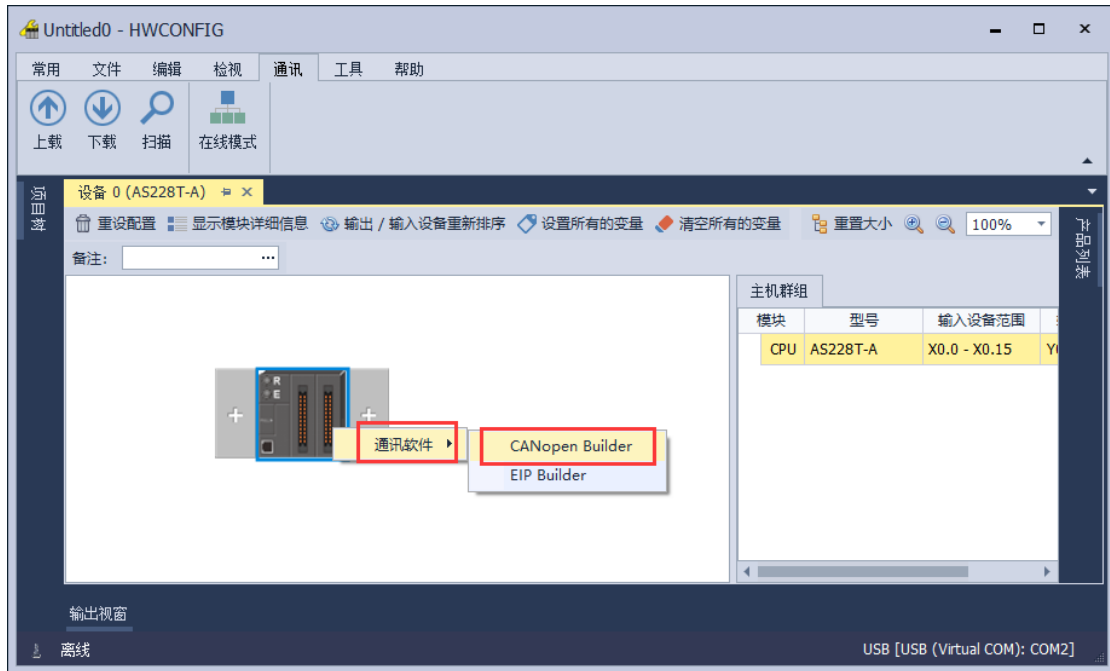 Untitled0 - HWCONFIG
常用 文件 编辑 检视 通讯 工具 帮助
上载 下载 扫描 在线模式
项目树
设备 0 (AS228T-A)
重设配置 显示模块详细信息 输出 / 输入设备重新排序 设置所有的变量 清空所有的变量 重置大小 100%
产品列表
备注: ...
主机群组
模块 型号 输入设备范围
CPU AS228T-A X0.0 - X0.15
R
E
通讯软件 CANopen Builder
EIP Builder
输出视窗
离线 USB [USB (Virtual COM): COM2]